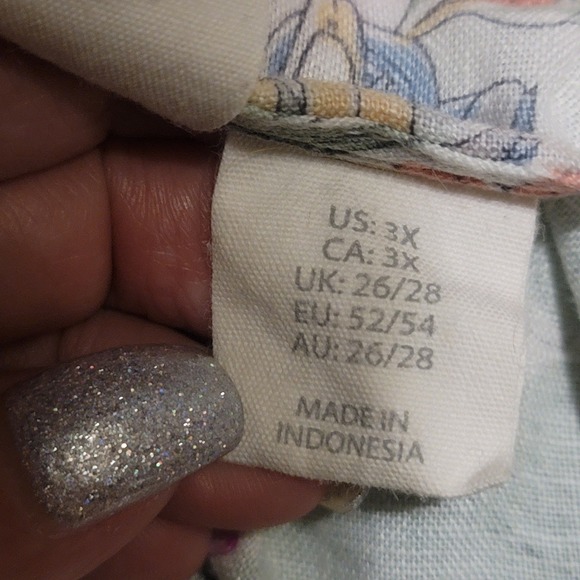 US: 3X
CA: 3X
UK: 26/28
EU: 52/54
AU: 26/28
MADE IN
INDONESIA